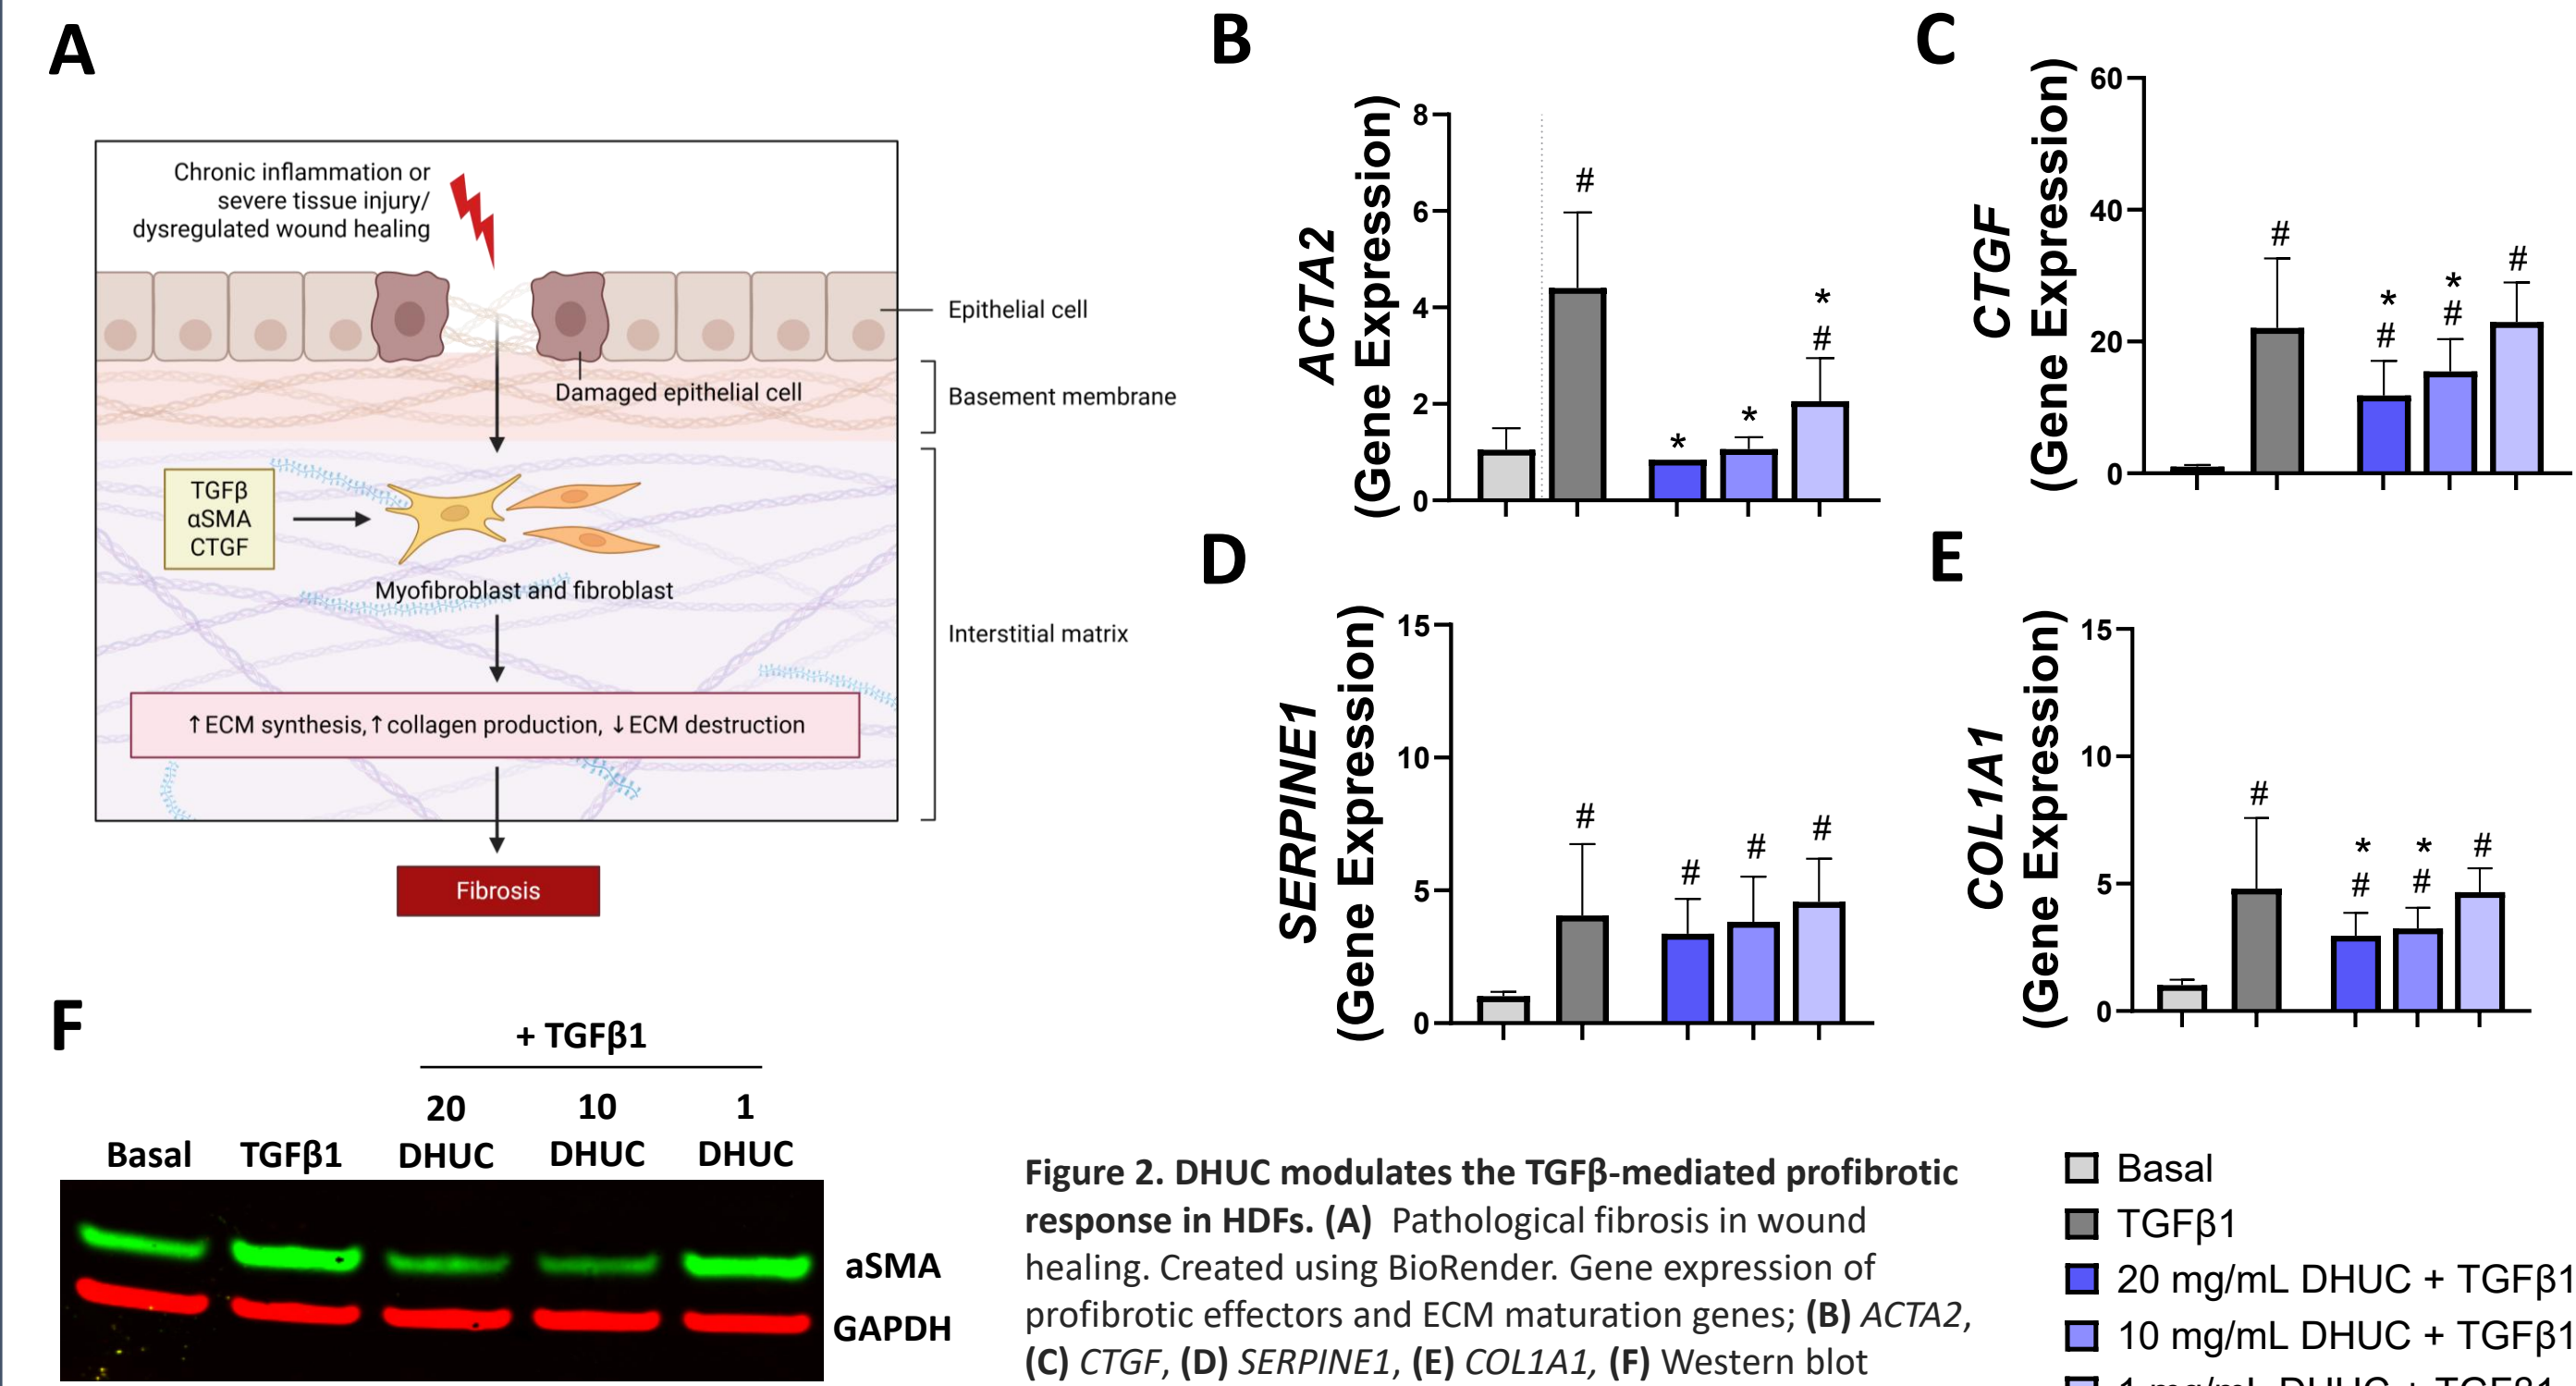 A
Chronic inflammation or
severe tissue injury/
dysregulated wound healing
Epithelial cell
Damaged epithelial cell
Basement membrane
TGFβ
αSMA
CTGF
Myofibroblast and fibroblast
Interstitial matrix
↑ECM synthesis,↑collagen production, ↓ECM destruction
Fibrosis
B
ACTA2
(Gene Expression)
8
6
4
2
0
#
*
*
*
#
C
CTGF
(Gene Expression)
60
40
20
0
#
*
#
*
#
#
D
SERPINE1
(Gene Expression)
15
10
5
0
#
#
#
#
E
COL1A1
(Gene Expression)
15
10
5
0
#
*
#
*
#
#
F
+ TGFβ1
20
DHUC
10
DHUC
1
DHUC
Basal
TGFβ1
aSMA
GAPDH
Figure 2. DHUC modulates the TGFβ-mediated profibrotic
response in HDFs. (A) Pathological fibrosis in wound
healing. Created using BioRender. Gene expression of
profibrotic effectors and ECM maturation genes; (B) ACTA2,
(C) CTGF, (D) SERPINE1, (E) COL1A1, (F) Western blot
Basal
TGFβ1
20 mg/mL DHUC + TGFβ1
10 mg/mL DHUC + TGFβ1
1 mg/mL DHUC + TGFβ1